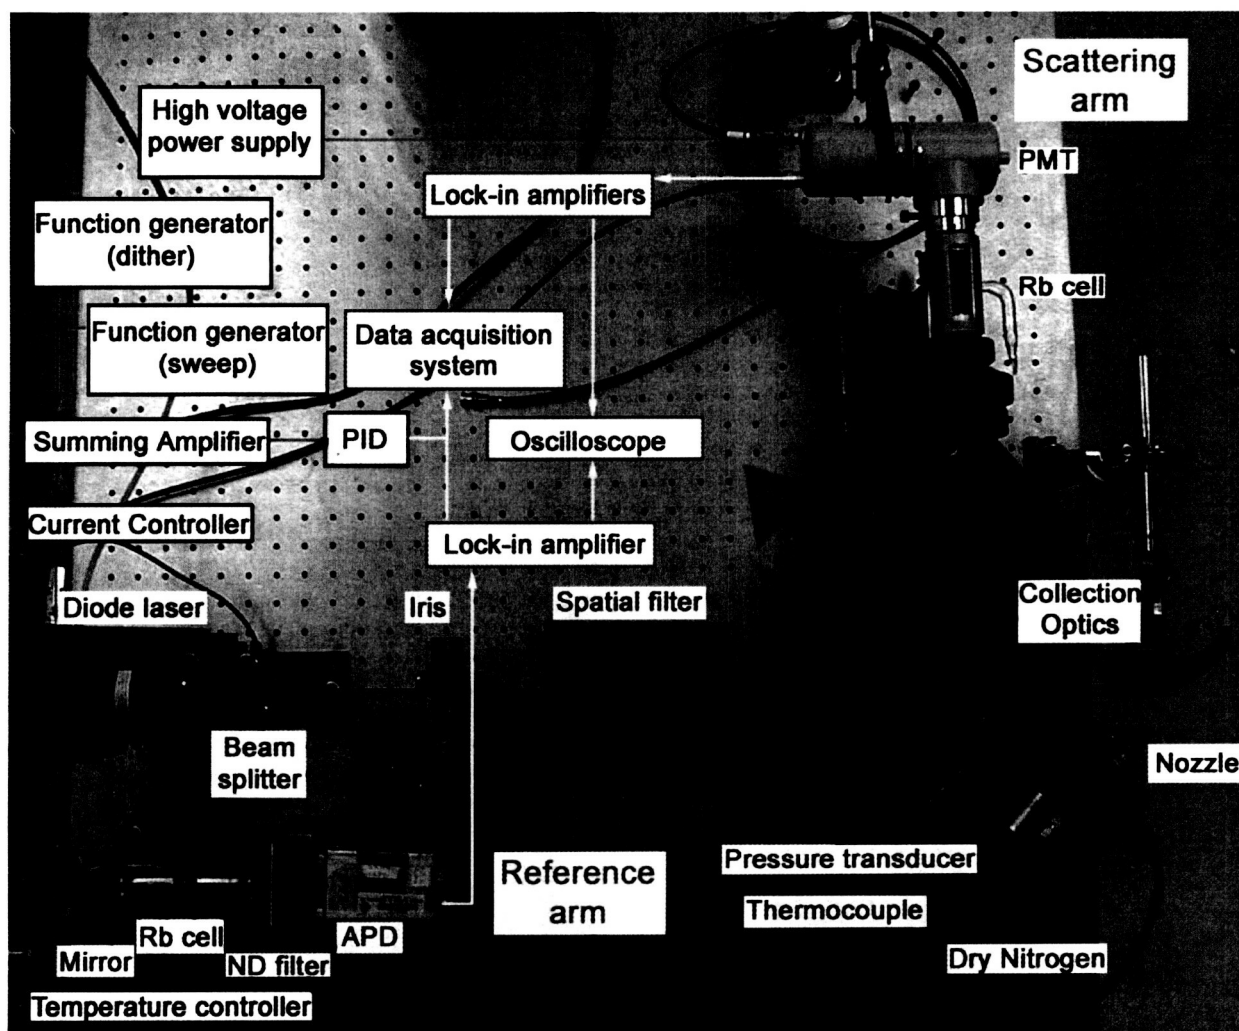 Scattering
arm
High voltage
power supply
PMT
Lock-in amplifiers
Function generator
(dither)
Rb cell
Function generator
(sweep)
Data acquisition
system
Summing Amplifier
PID
Oscilloscope
Current Controller
Lock-in amplifier
Diode laser
Iris
Spatial filter
Collection
Optics
Beam
splitter
Nozzle
Pressure transducer
Reference
arm
Thermocouple
Rb cell
APD
Mirror
ND filter
Dry Nitrogen
Temperature controller